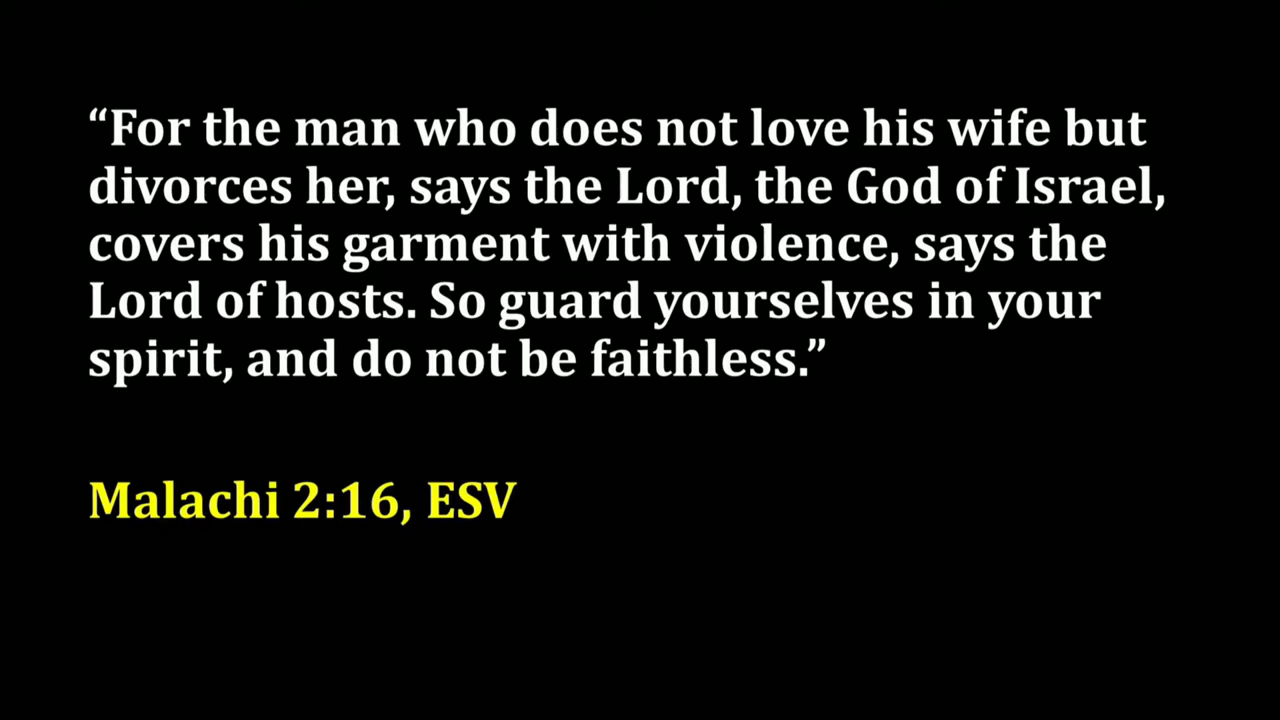 “For the man who does not love his wife but
divorces her, says the Lord, the God of Israel,
covers his garment with violence, says the
Lord of hosts. So guard yourselves in your
spirit, and do not be faithless.”
Malachi 2:16, ESV